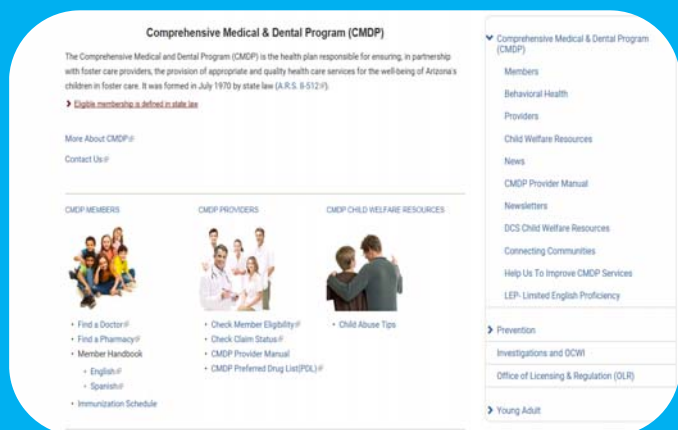 Comprehensive Medical & Dental Program (CMDP)
The Comprehensive Medical and Dental Program (CMDP) is the health plan responsible for ensuring, in partnership
with foster care providers, the provision of appropriate and quality health care services for the well-being of Arizona's
children in foster care. It was formed in July 1970 by state law (A.R.S. 8-512).
Eligible membership is defined in state law
More About CMDP
Contact Us
CMDP MEMBERS
• Find a Doctor
• Find a Pharmacy
• Member Handbook
• English
• Spanish
• Immunization Schedule
CMDP PROVIDERS
• Check Member Eligibility
• Check Claim Status
• CMDP Provider Manual
• CMDP Preferred Drug List(PDL)
CMDP CHILD WELFARE RESOURCES
• Child Abuse Tips
Comprehensive Medical & Dental Program
(CMDP)
Members
Behavioral Health
Providers
Child Welfare Resources
News
CMDP Provider Manual
Newsletters
DCS Child Welfare Resources
Connecting Communities
Help Us To Improve CMDP Services
LEP- Limited English Proficiency
Prevention
Investigations and OCWI
Office of Licensing & Regulation (OLR)
Young Adult